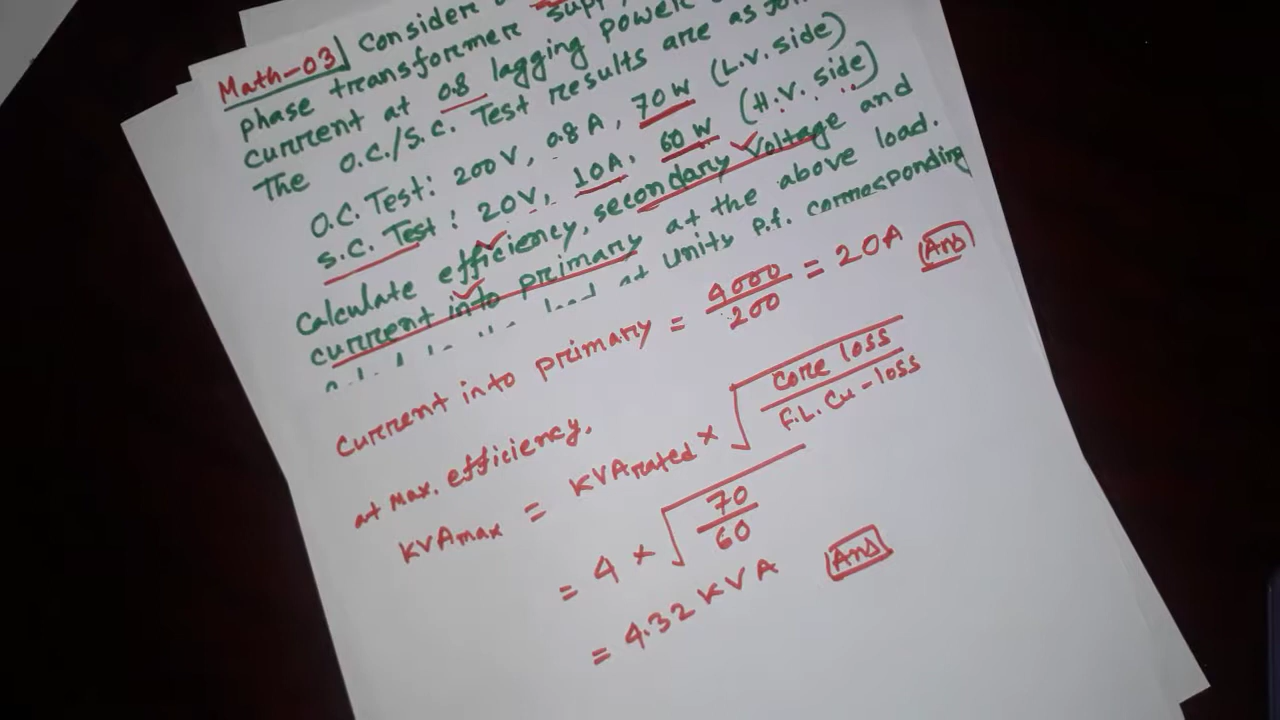 Math-03 Consider
phase transformer
current at 0.8 lagging power
The O.C./S.C. Test results are as
O.C. Test: 200V, 0.8A, 70W (L.V. side)
S.C. Test: 20V, 10A, 60W (H.V. side)
Calculate efficiency, secondary voltage and
current into primary at the above load.
load at units p.f. corresponding
Current into primary = 4000/200 = 20A Ans
at Max. efficiency,
KVAmax = KVArated × √ Core loss / F.L. Cu-loss
= 4 × √ 70/60
= 4.32 KVA Ans